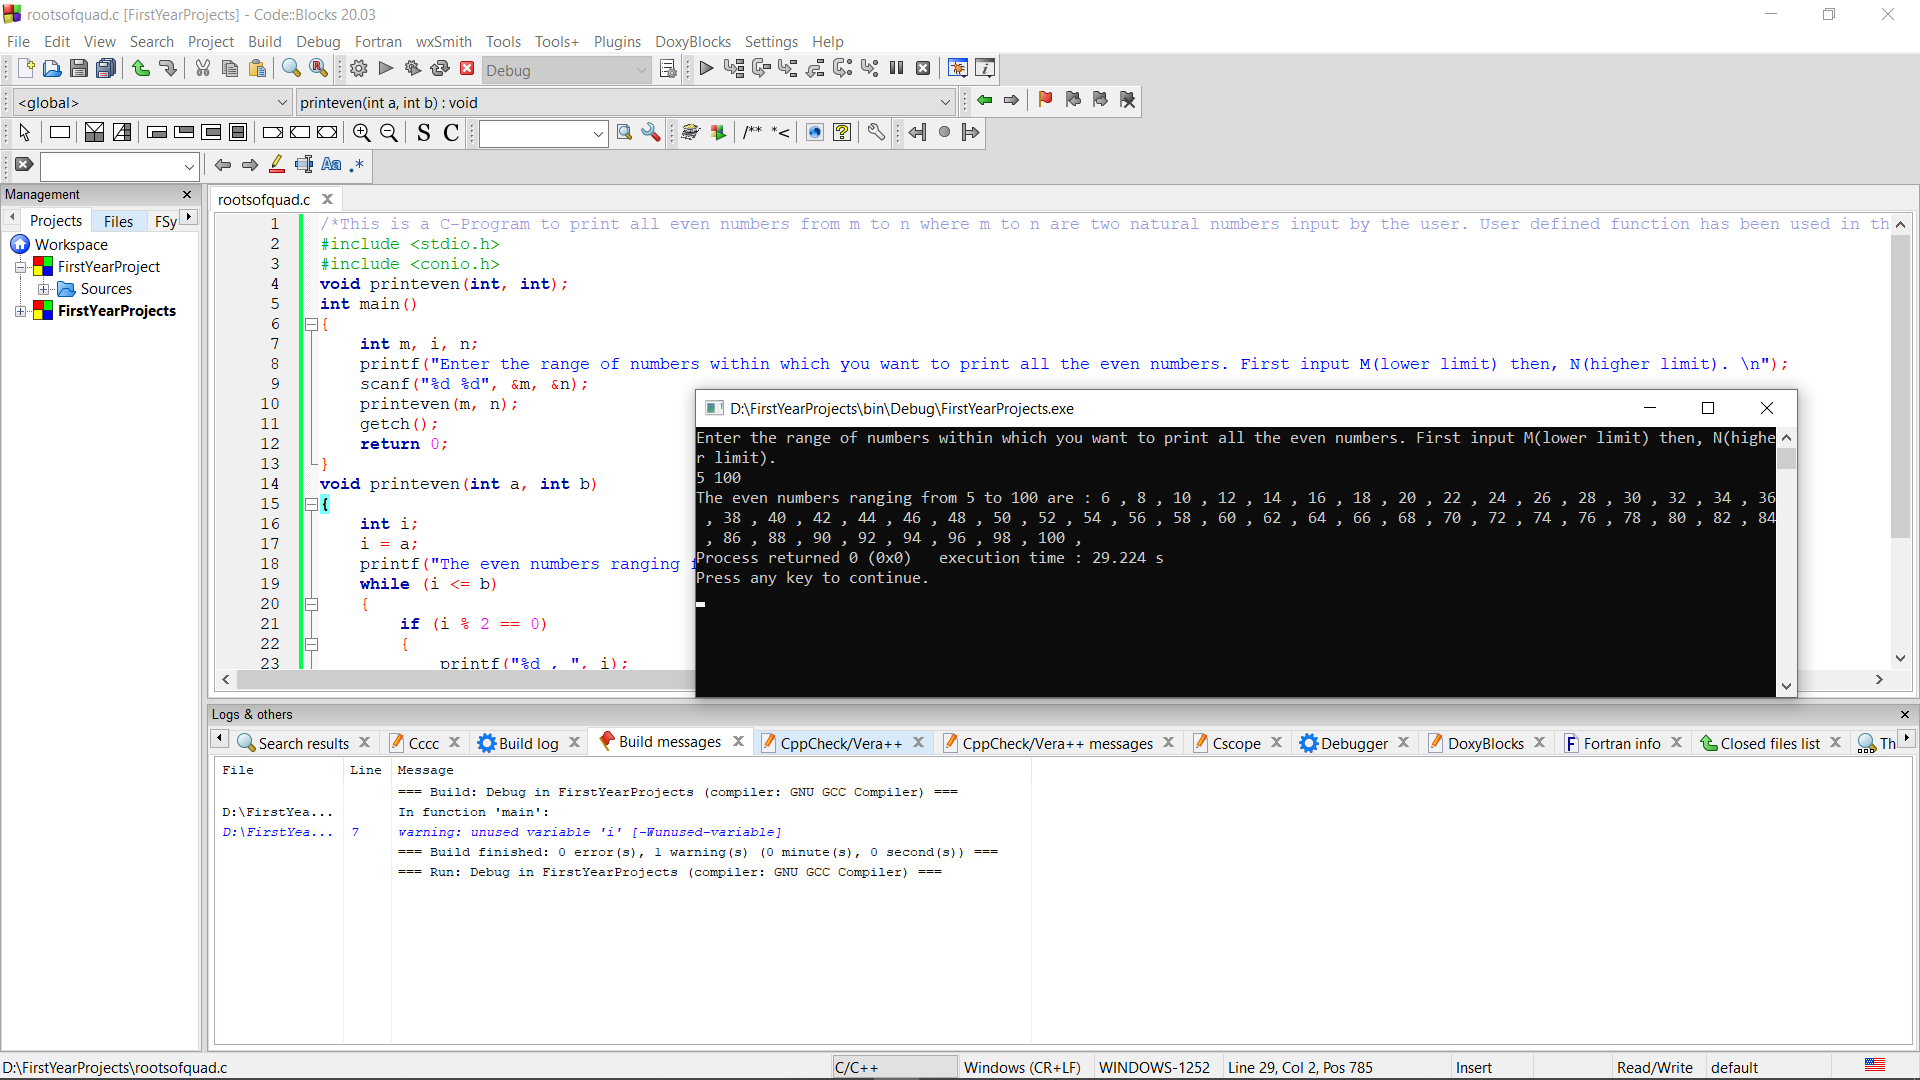 rootsofquad.c [FirstYearProjects] - Code::Blocks 20.03
File Edit View Search Project Build Debug Fortran wxSmith Tools Tools+ Plugins DoxyBlocks Settings Help
Debug
<global> printeven(int a, int b) : void
S C /** *<
Aa .*
Management
Projects Files FSy
Workspace
FirstYearProject
Sources
FirstYearProjects
rootsofquad.c
1 /*This is a C-Program to print all even numbers from m to n where m to n are two natural numbers input by the user. User defined function has been used in th
2 #include <stdio.h>
3 #include <conio.h>
4 void printeven(int, int);
5 int main()
6 {
7 int m, i, n;
8 printf("Enter the range of numbers within which you want to print all the even numbers. First input M(lower limit) then, N(higher limit). \n");
9 scanf("%d %d", &m, &n);
10 printeven(m, n);
11 getch();
12 return 0;
13 }
14 void printeven(int a, int b)
15 {
16 int i;
17 i = a;
18 printf("The even numbers ranging
19 while (i <= b)
20 {
21 if (i % 2 == 0)
22 {
23 printf("%d , ", i);
D:\FirstYearProjects\bin\Debug\FirstYearProjects.exe
Enter the range of numbers within which you want to print all the even numbers. First input M(lower limit) then, N(highe
r limit).
5 100
The even numbers ranging from 5 to 100 are : 6 , 8 , 10 , 12 , 14 , 16 , 18 , 20 , 22 , 24 , 26 , 28 , 30 , 32 , 34 , 36
, 38 , 40 , 42 , 44 , 46 , 48 , 50 , 52 , 54 , 56 , 58 , 60 , 62 , 64 , 66 , 68 , 70 , 72 , 74 , 76 , 78 , 80 , 82 , 84
, 86 , 88 , 90 , 92 , 94 , 96 , 98 , 100 ,
Process returned 0 (0x0) execution time : 29.224 s
Press any key to continue.
Logs & others
Search results Cccc Build log Build messages CppCheck/Vera++ CppCheck/Vera++ messages Cscope Debugger DoxyBlocks Fortran info Closed files list Th
File Line Message
=== Build: Debug in FirstYearProjects (compiler: GNU GCC Compiler) ===
D:\FirstYea... In function 'main':
D:\FirstYea... 7 warning: unused variable 'i' [-Wunused-variable]
=== Build finished: 0 error(s), 1 warning(s) (0 minute(s), 0 second(s)) ===
=== Run: Debug in FirstYearProjects (compiler: GNU GCC Compiler) ===
D:\FirstYearProjects\rootsofquad.c C/C++ Windows (CR+LF) WINDOWS-1252 Line 29, Col 2, Pos 785 Insert Read/Write default